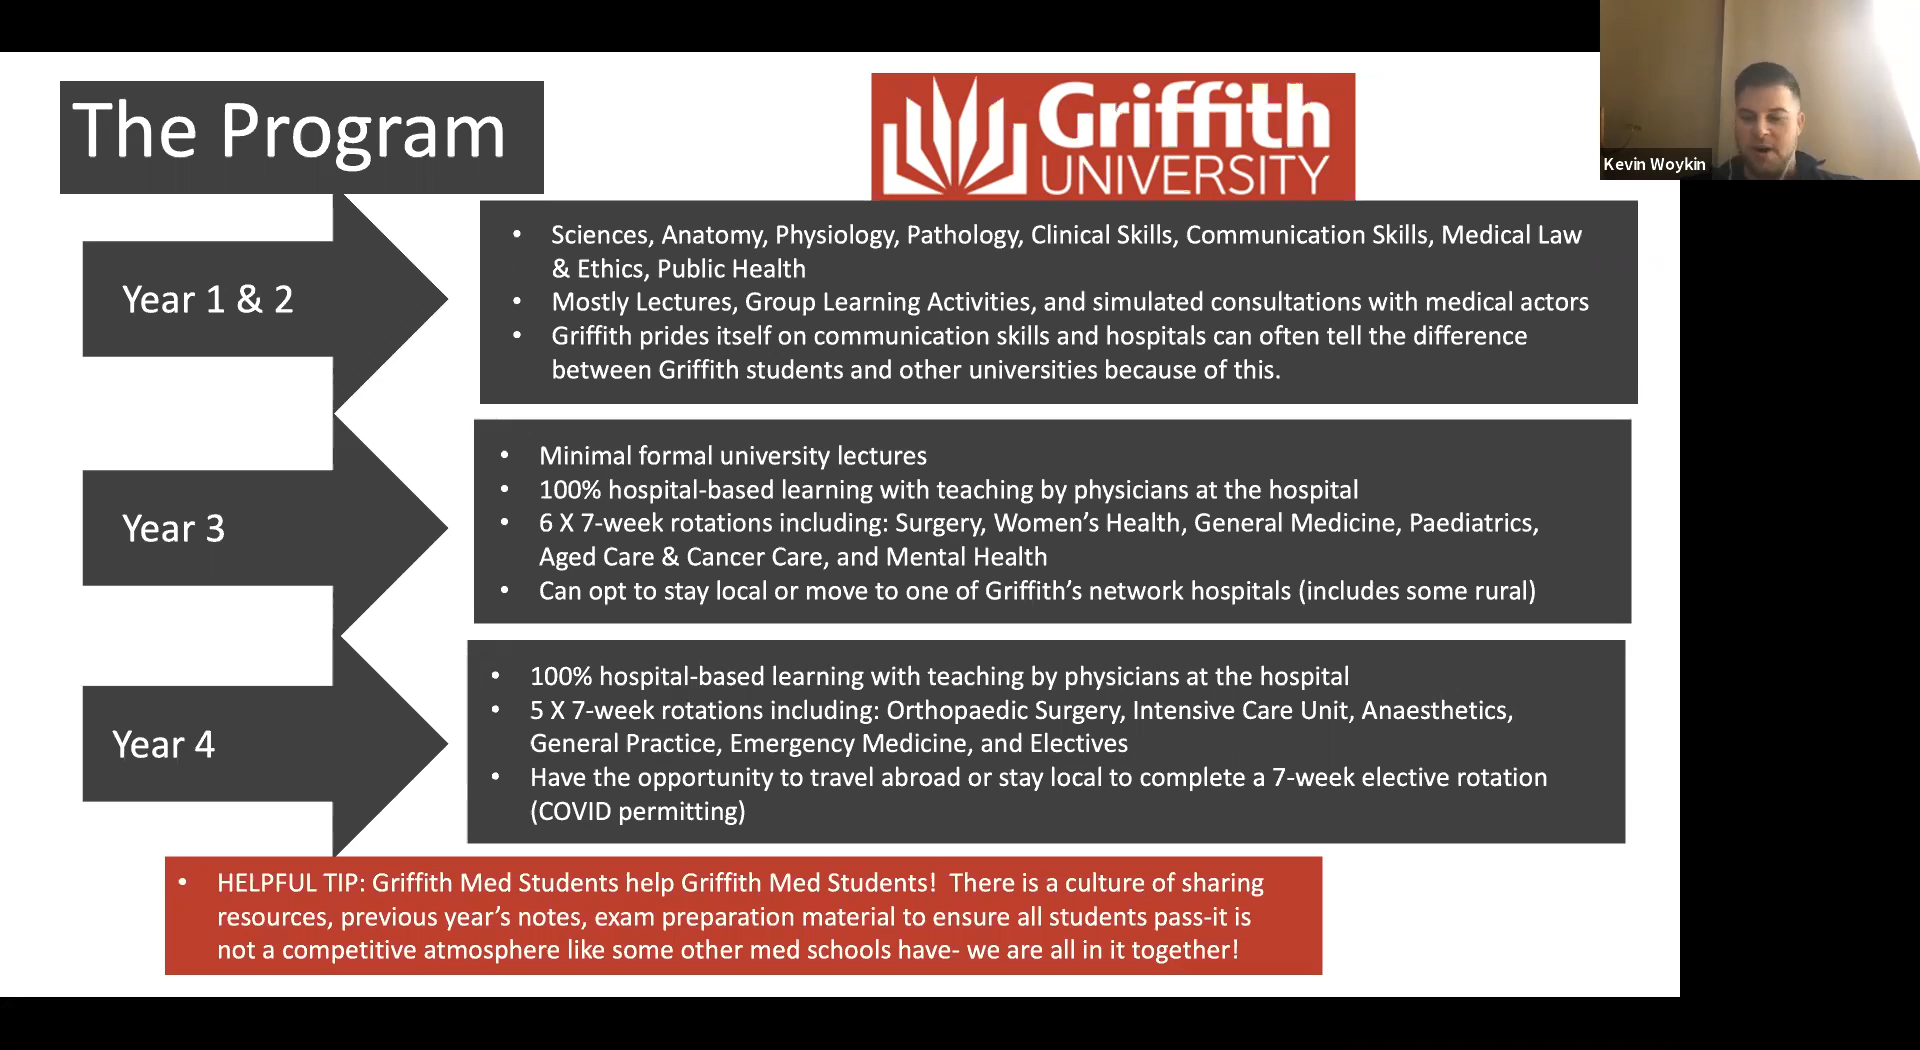 The Program
Griffith
UNIVERSITY
Kevin Woykin
Year 1 & 2
• Sciences, Anatomy, Physiology, Pathology, Clinical Skills, Communication Skills, Medical Law
& Ethics, Public Health
• Mostly Lectures, Group Learning Activities, and simulated consultations with medical actors
• Griffith prides itself on communication skills and hospitals can often tell the difference
between Griffith students and other universities because of this.
Year 3
• Minimal formal university lectures
• 100% hospital-based learning with teaching by physicians at the hospital
• 6 X 7-week rotations including: Surgery, Women’s Health, General Medicine, Paediatrics,
Aged Care & Cancer Care, and Mental Health
• Can opt to stay local or move to one of Griffith’s network hospitals (includes some rural)
Year 4
• 100% hospital-based learning with teaching by physicians at the hospital
• 5 X 7-week rotations including: Orthopaedic Surgery, Intensive Care Unit, Anaesthetics,
General Practice, Emergency Medicine, and Electives
• Have the opportunity to travel abroad or stay local to complete a 7-week elective rotation
(COVID permitting)
• HELPFUL TIP: Griffith Med Students help Griffith Med Students!  There is a culture of sharing
resources, previous year’s notes, exam preparation material to ensure all students pass-it is
not a competitive atmosphere like some other med schools have- we are all in it together!